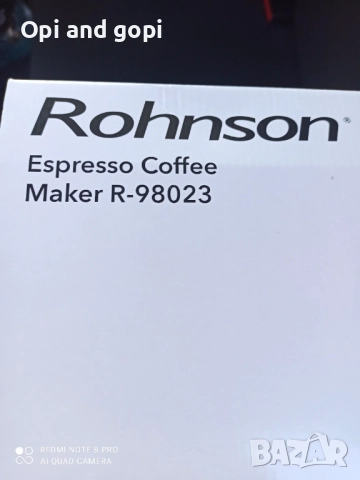 Opi and gopi
Rohnson®
Espresso Coffee
Maker R-98023
REDMI NOTE 8 PRO
AI QUAD CAMERA
BAZAR